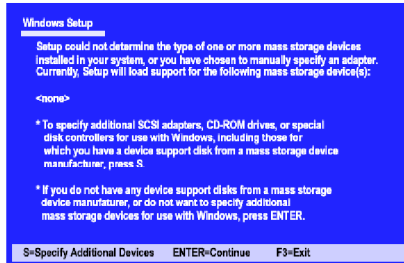 Windows Setup
Setup could not determine the type of one or more mass storage devices
installed in your system, or you have chosen to manually specify an adapter.
Currently, Setup will load support for the following mass storage device(s):
<none>
* To specify additional SCSI adapters, CD-ROM drives, or special
disk controllers for use with Windows, including those for
which you have a device support disk from a mass storage device
manufacturer, press S.
* If you do not have any device support disks from a mass storage
device manufaturer, or do not want to specify additional
mass storage devices for use with Windows, press ENTER.
S=Specify Additional Devices ENTER=Continue F3=Exit